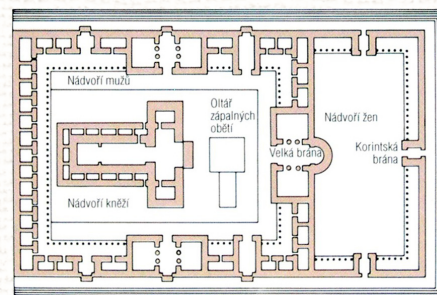 Nádvoří mužů
Oltář
zápalných
obětí
Nádvoří žen
Velká brána
Korintská
brána
Nádvoří kněží